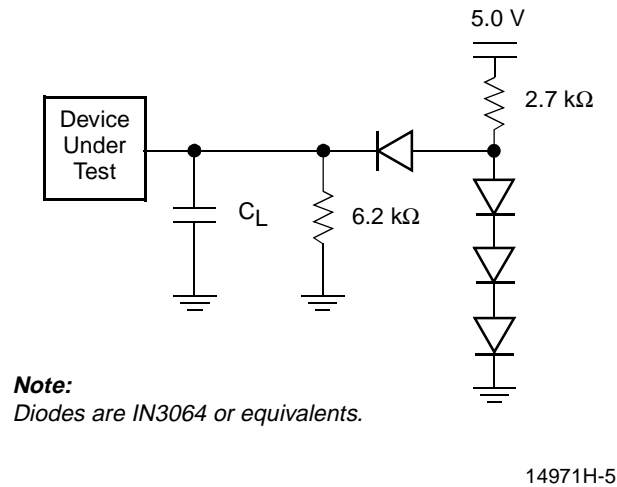 5.0 V
2.7 kΩ
Device
Under
Test
CL
6.2 kΩ
Note:
Diodes are IN3064 or equivalents.
14971H-5